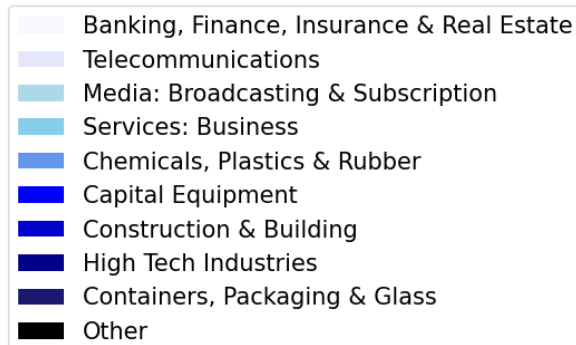 Banking, Finance, Insurance & Real Estate
Telecommunications
Media: Broadcasting & Subscription
Services: Business
Chemicals, Plastics & Rubber
Capital Equipment
Construction & Building
High Tech Industries
Containers, Packaging & Glass
Other